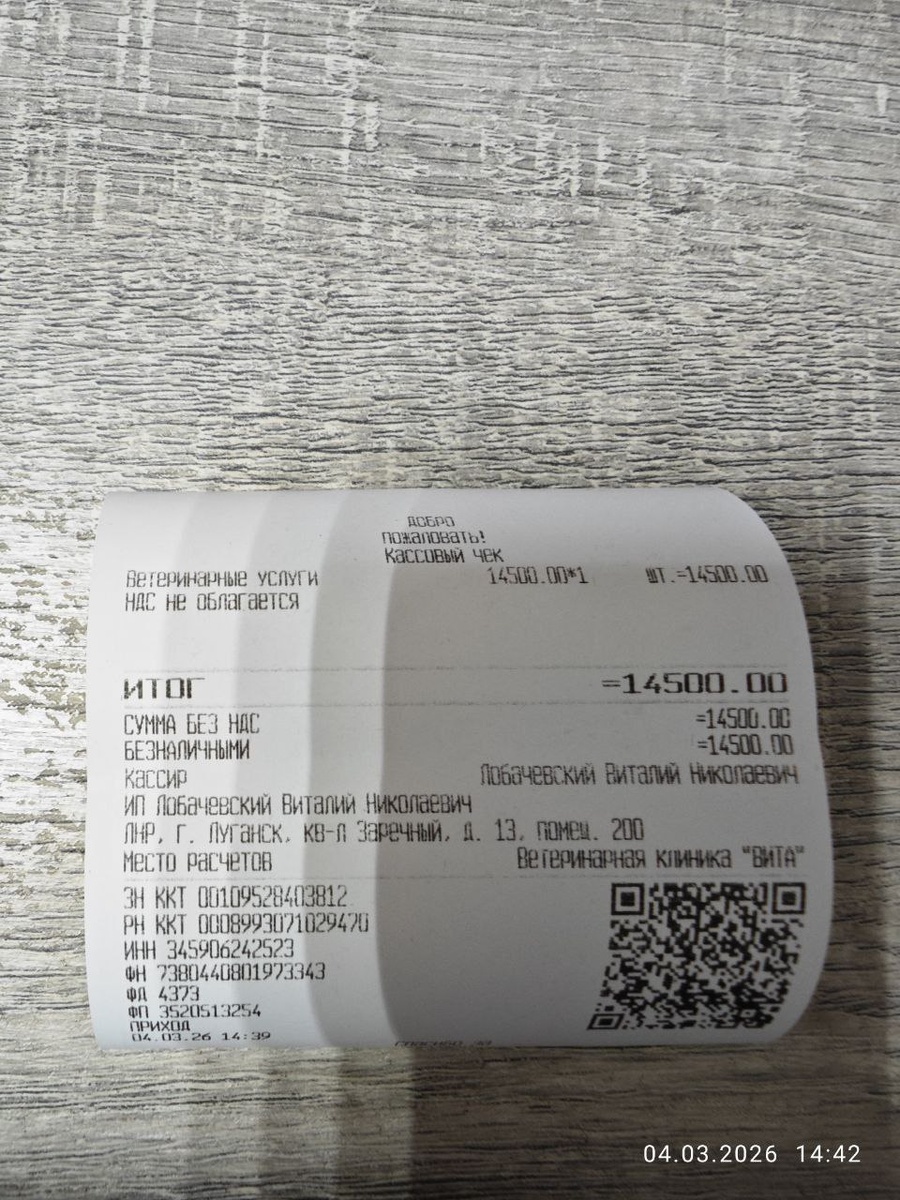 ДОБРО
ПОЖАЛОВАТЬ!
КАССОВЫЙ ЧЕК
Ветеринарные услуги 14500.00*1 шт.=14500.00
НДС не облагается
ИТОГ =14500.00
СУММА БЕЗ НДС =14500.00
БЕЗНАЛИЧНЫМИ =14500.00
Кассир Лобачевский Виталий Николаевич
ИП Лобачевский Виталий Николаевич
ЛНР, г. Луганск, кв-л Заречный, д. 13, помещ. 200
Место расчетов Ветеринарная клиника "ВИТА"
ЗН ККТ 00109528403812
РН ККТ 0008993071029470
ИНН 345906242523
ФН 7380440801973343
ФД 4373
ФП 3520513254
ПРИХОД
04.03.26 14:39
04.03.2026 14:42